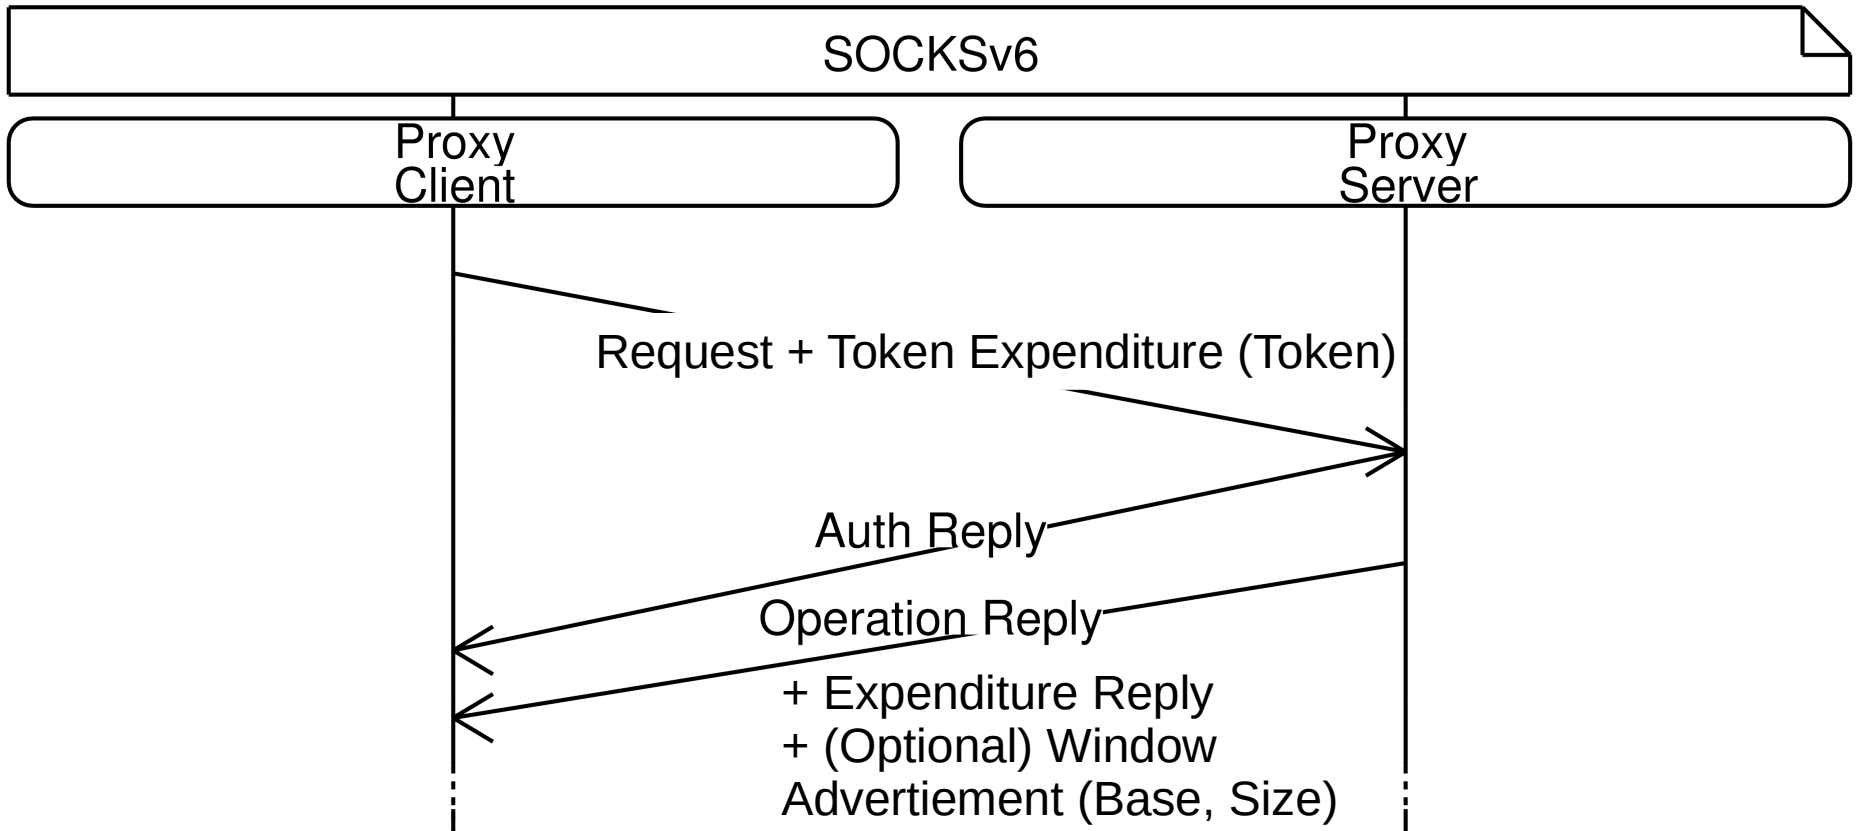 SOCKSv6
Proxy
Client
Proxy
Server
Request + Token Expenditure (Token)
Auth Reply
Operation Reply
+ Expenditure Reply
+ (Optional) Window
Advertiement (Base, Size)